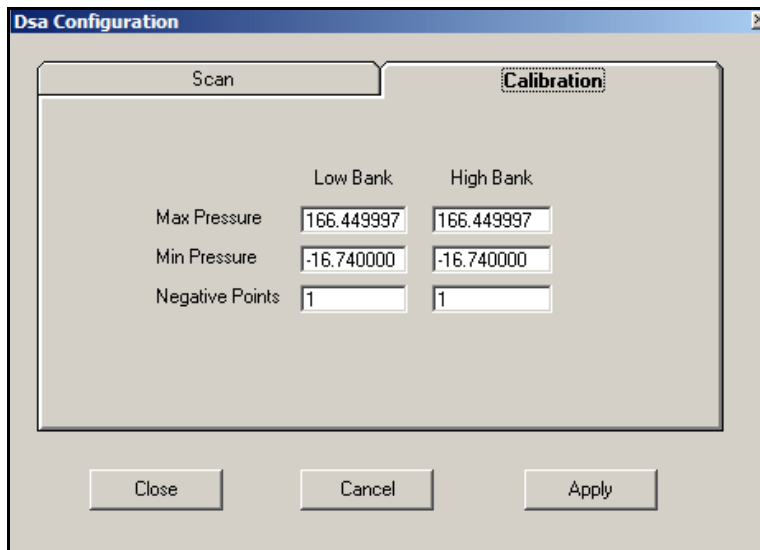 Dsa Configuration
Scan Calibration
Low Bank High Bank
Max Pressure 166.449997 166.449997
Min Pressure -16.740000 -16.740000
Negative Points 1 1
Close Cancel Apply